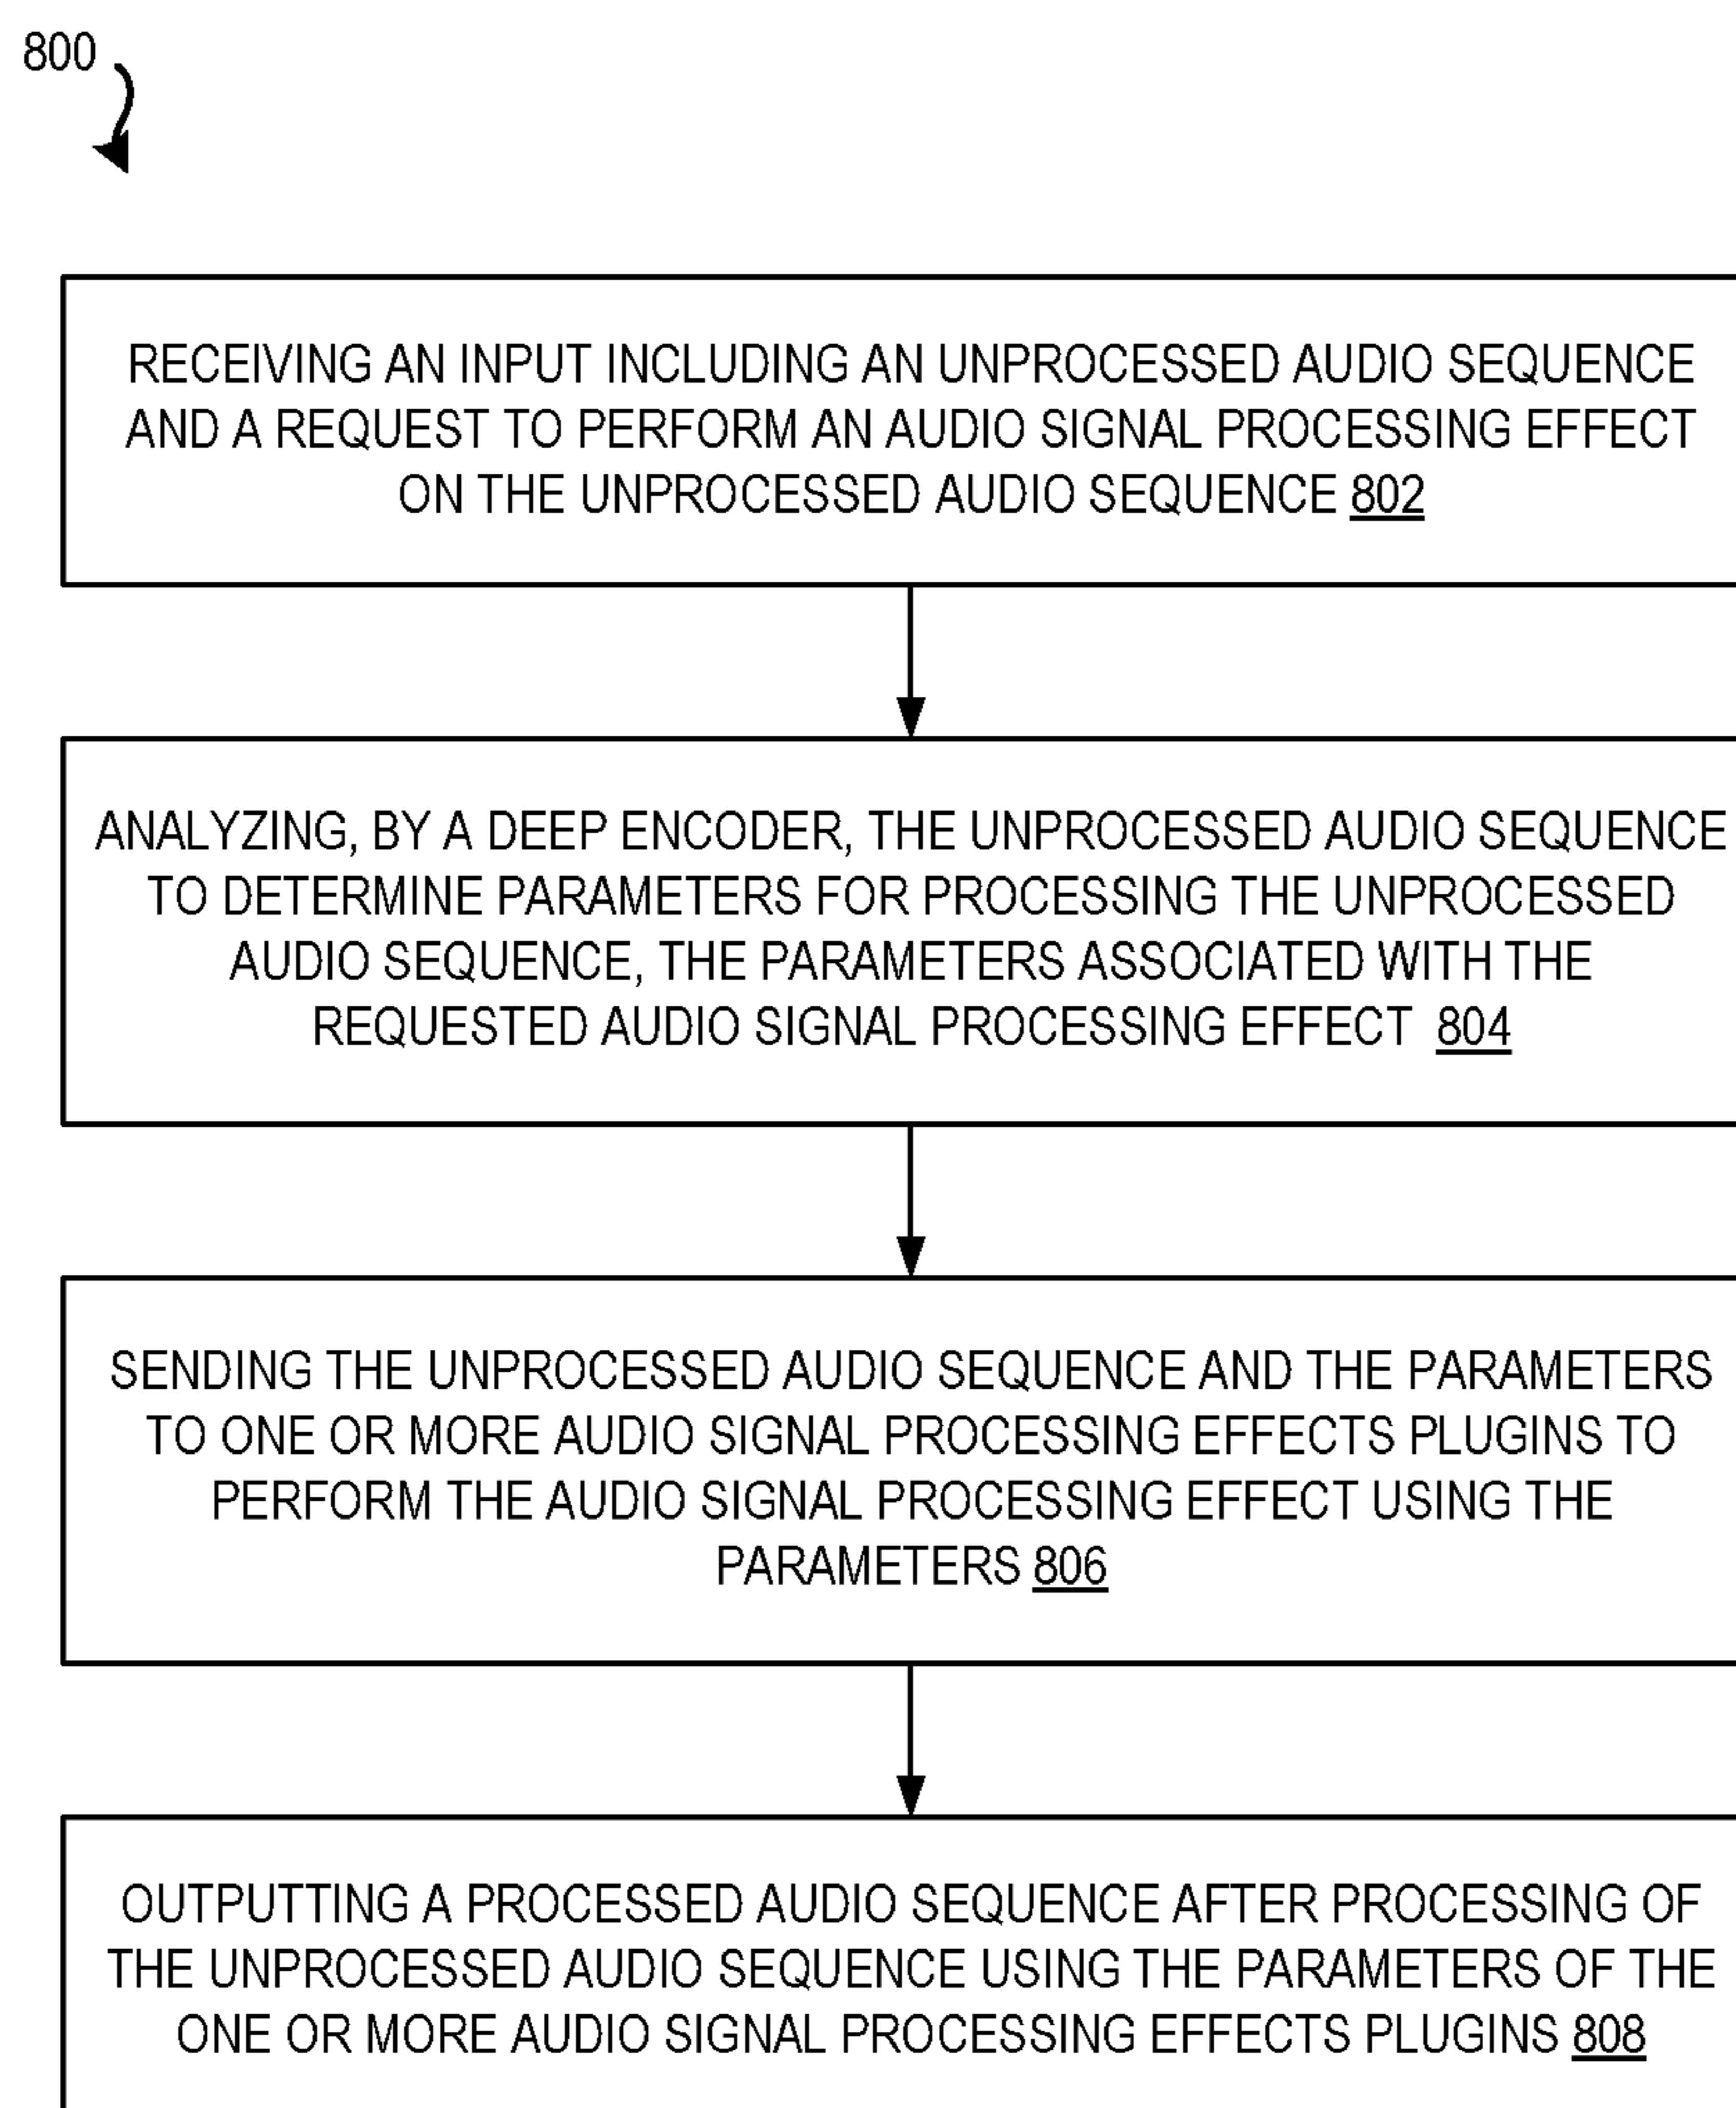 800
RECEIVING AN INPUT INCLUDING AN UNPROCESSED AUDIO SEQUENCE
AND A REQUEST TO PERFORM AN AUDIO SIGNAL PROCESSING EFFECT
ON THE UNPROCESSED AUDIO SEQUENCE 802
ANALYZING, BY A DEEP ENCODER, THE UNPROCESSED AUDIO SEQUENCE
TO DETERMINE PARAMETERS FOR PROCESSING THE UNPROCESSED
AUDIO SEQUENCE, THE PARAMETERS ASSOCIATED WITH THE
REQUESTED AUDIO SIGNAL PROCESSING EFFECT 804
SENDING THE UNPROCESSED AUDIO SEQUENCE AND THE PARAMETERS
TO ONE OR MORE AUDIO SIGNAL PROCESSING EFFECTS PLUGINS TO
PERFORM THE AUDIO SIGNAL PROCESSING EFFECT USING THE
PARAMETERS 806
OUTPUTTING A PROCESSED AUDIO SEQUENCE AFTER PROCESSING OF
THE UNPROCESSED AUDIO SEQUENCE USING THE PARAMETERS OF THE
ONE OR MORE AUDIO SIGNAL PROCESSING EFFECTS PLUGINS 808